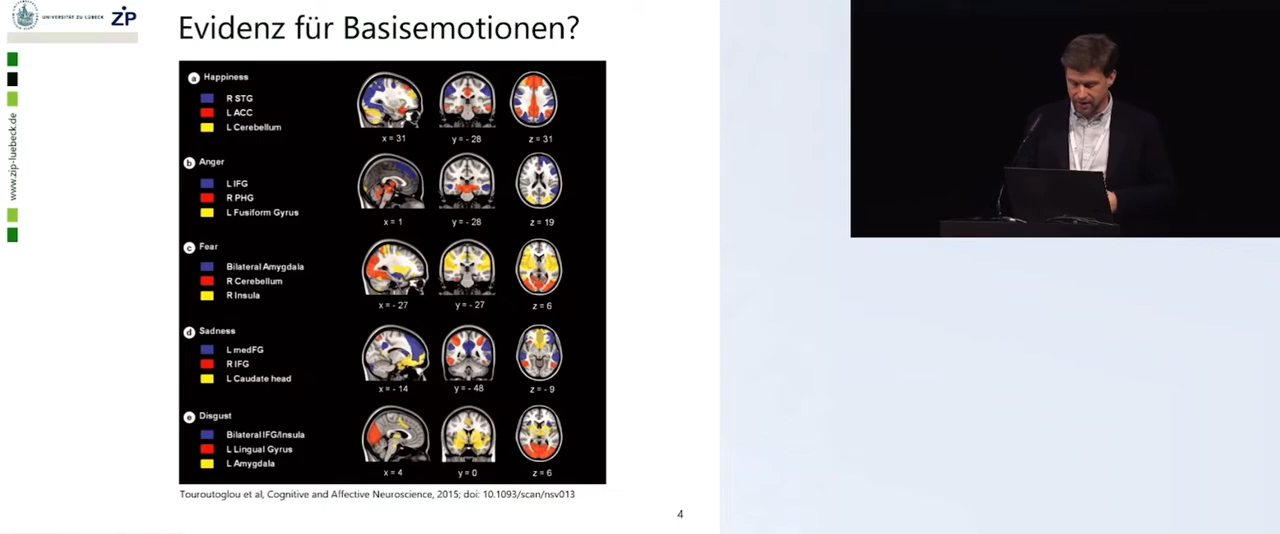 UNIVERSITÄT ZU LÜBECK
ZIP
www.zip-luebeck.de
Evidenz für Basisemotionen?
a Happiness
R STG
L ACC
L Cerebellum
x = 31
y = - 28
z = 31
b Anger
L IFG
R PHG
L Fusiform Gyrus
x = 1
y = - 28
z = 19
c Fear
Bilateral Amygdala
R Cerebellum
R Insula
x = - 27
y = - 27
z = 6
d Sadness
L medFG
R IFG
L Caudate head
x = - 14
y = - 48
z = - 9
e Disgust
Bilateral IFG/Insula
L Lingual Gyrus
L Amygdala
x = 4
y = 0
z = 6
Touroutoglou et al, Cognitive and Affective Neuroscience, 2015; doi: 10.1093/scan/nsv013
4